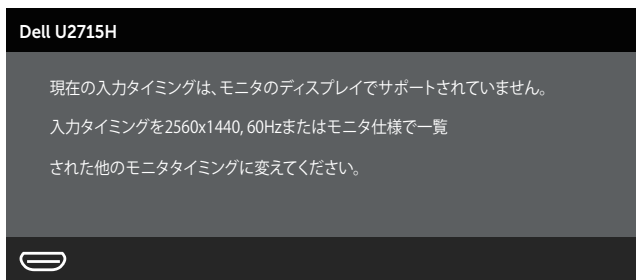 Dell U2715H
現在の入力タイミングは、モニタのディスプレイでサポートされていません。
入力タイミングを2560x1440, 60Hzまたはモニタ仕様で一覧
された他のモニタタイミングに変えてください。